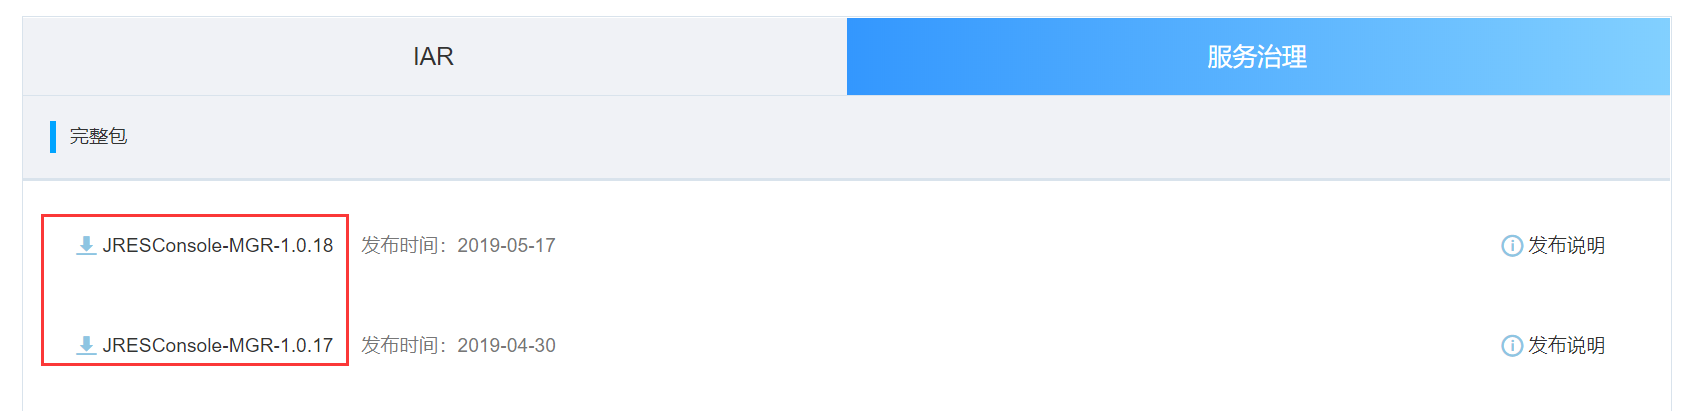 IAR 服务治理
完整包
JRESConsole-MGR-1.0.18 发布时间：2019-05-17 发布说明
JRESConsole-MGR-1.0.17 发布时间：2019-04-30 发布说明